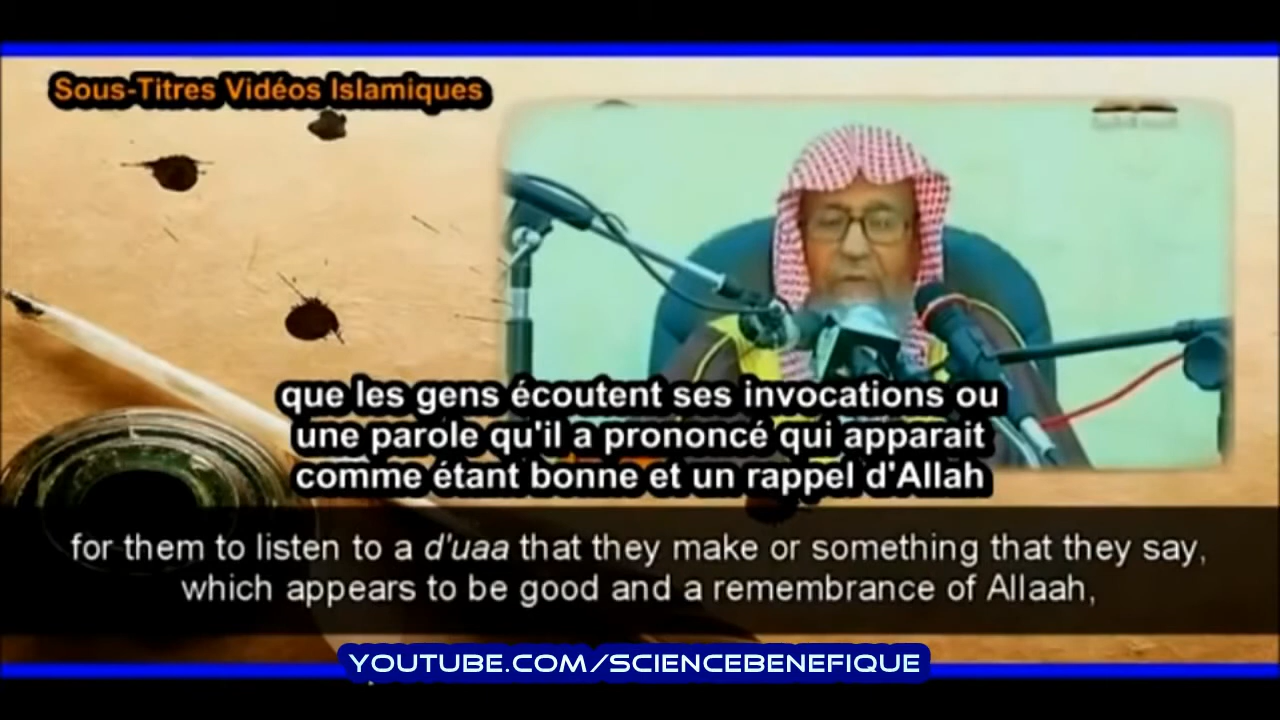 Sous-Titres Vidéos Islamiques
que les gens écoutent ses invocations ou
une parole qu'il a prononcé qui apparait
comme étant bonne et un rappel d'Allah
for them to listen to a d'uaa that they make or something that they say,
which appears to be good and a remembrance of Allaah,
YOUTUBE.COM/SCIENCEBENEFIQUE